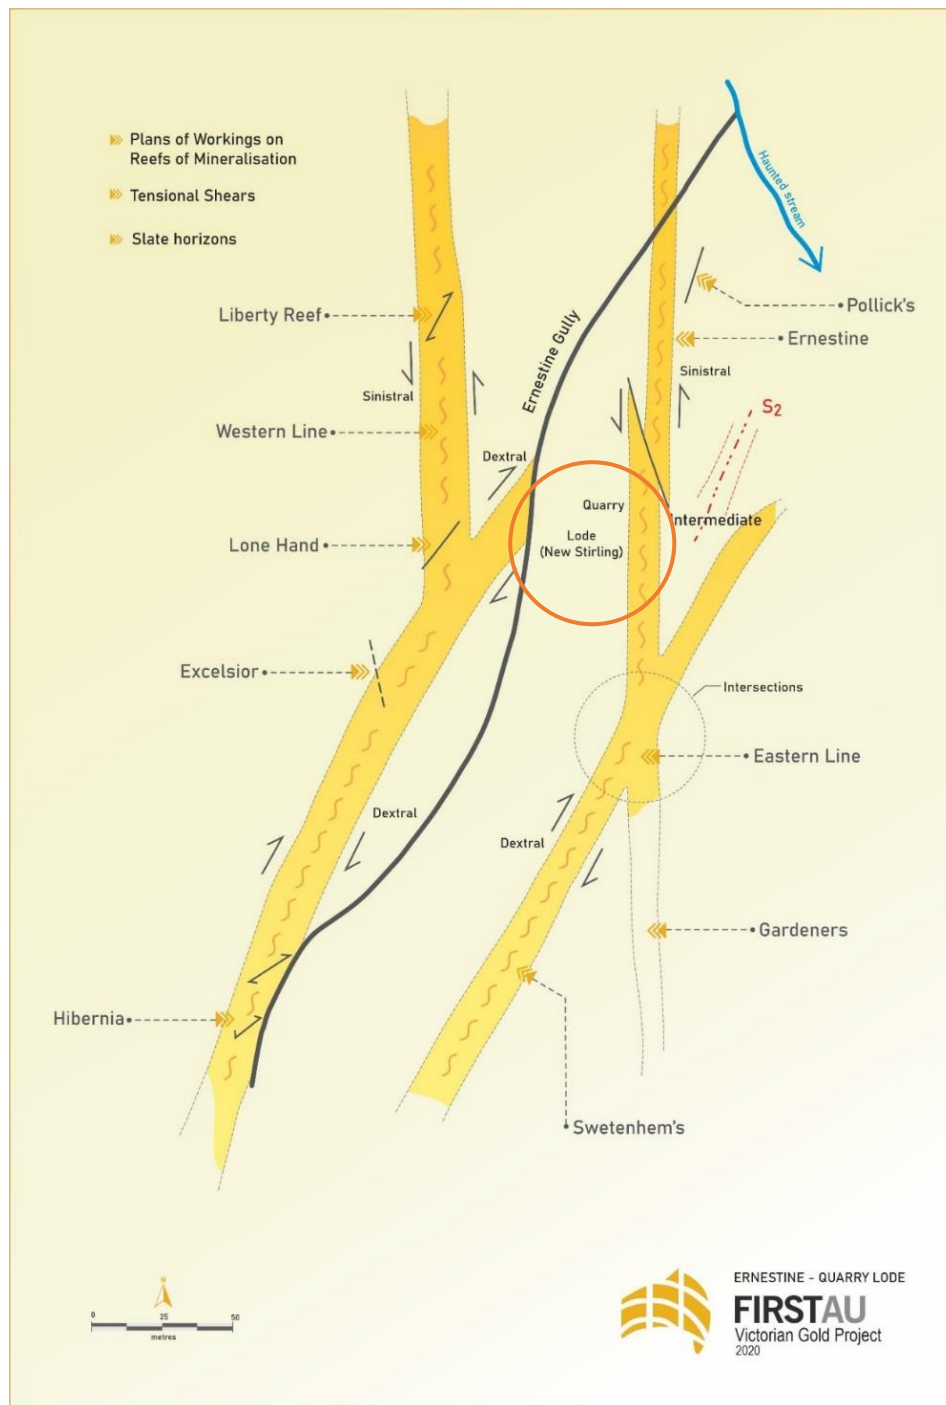 Haunted stream
Plans of Workings on
Reefs of Mineralisation
Tensional Shears
Slate horizons
Liberty Reef
Pollick's
Ernestine
Ernestine Gully
Sinistral
Sinistral
S2
Western Line
Dextral
Quarry
Intermediate
Lode
(New Stirling)
Lone Hand
Excelsior
Intersections
Eastern Line
Dextral
Dextral
Gardeners
Hibernia
Swetenhem's
N
0 25 50
metres
ERNESTINE - QUARRY LODE
FIRSTAU
Victorian Gold Project
2020